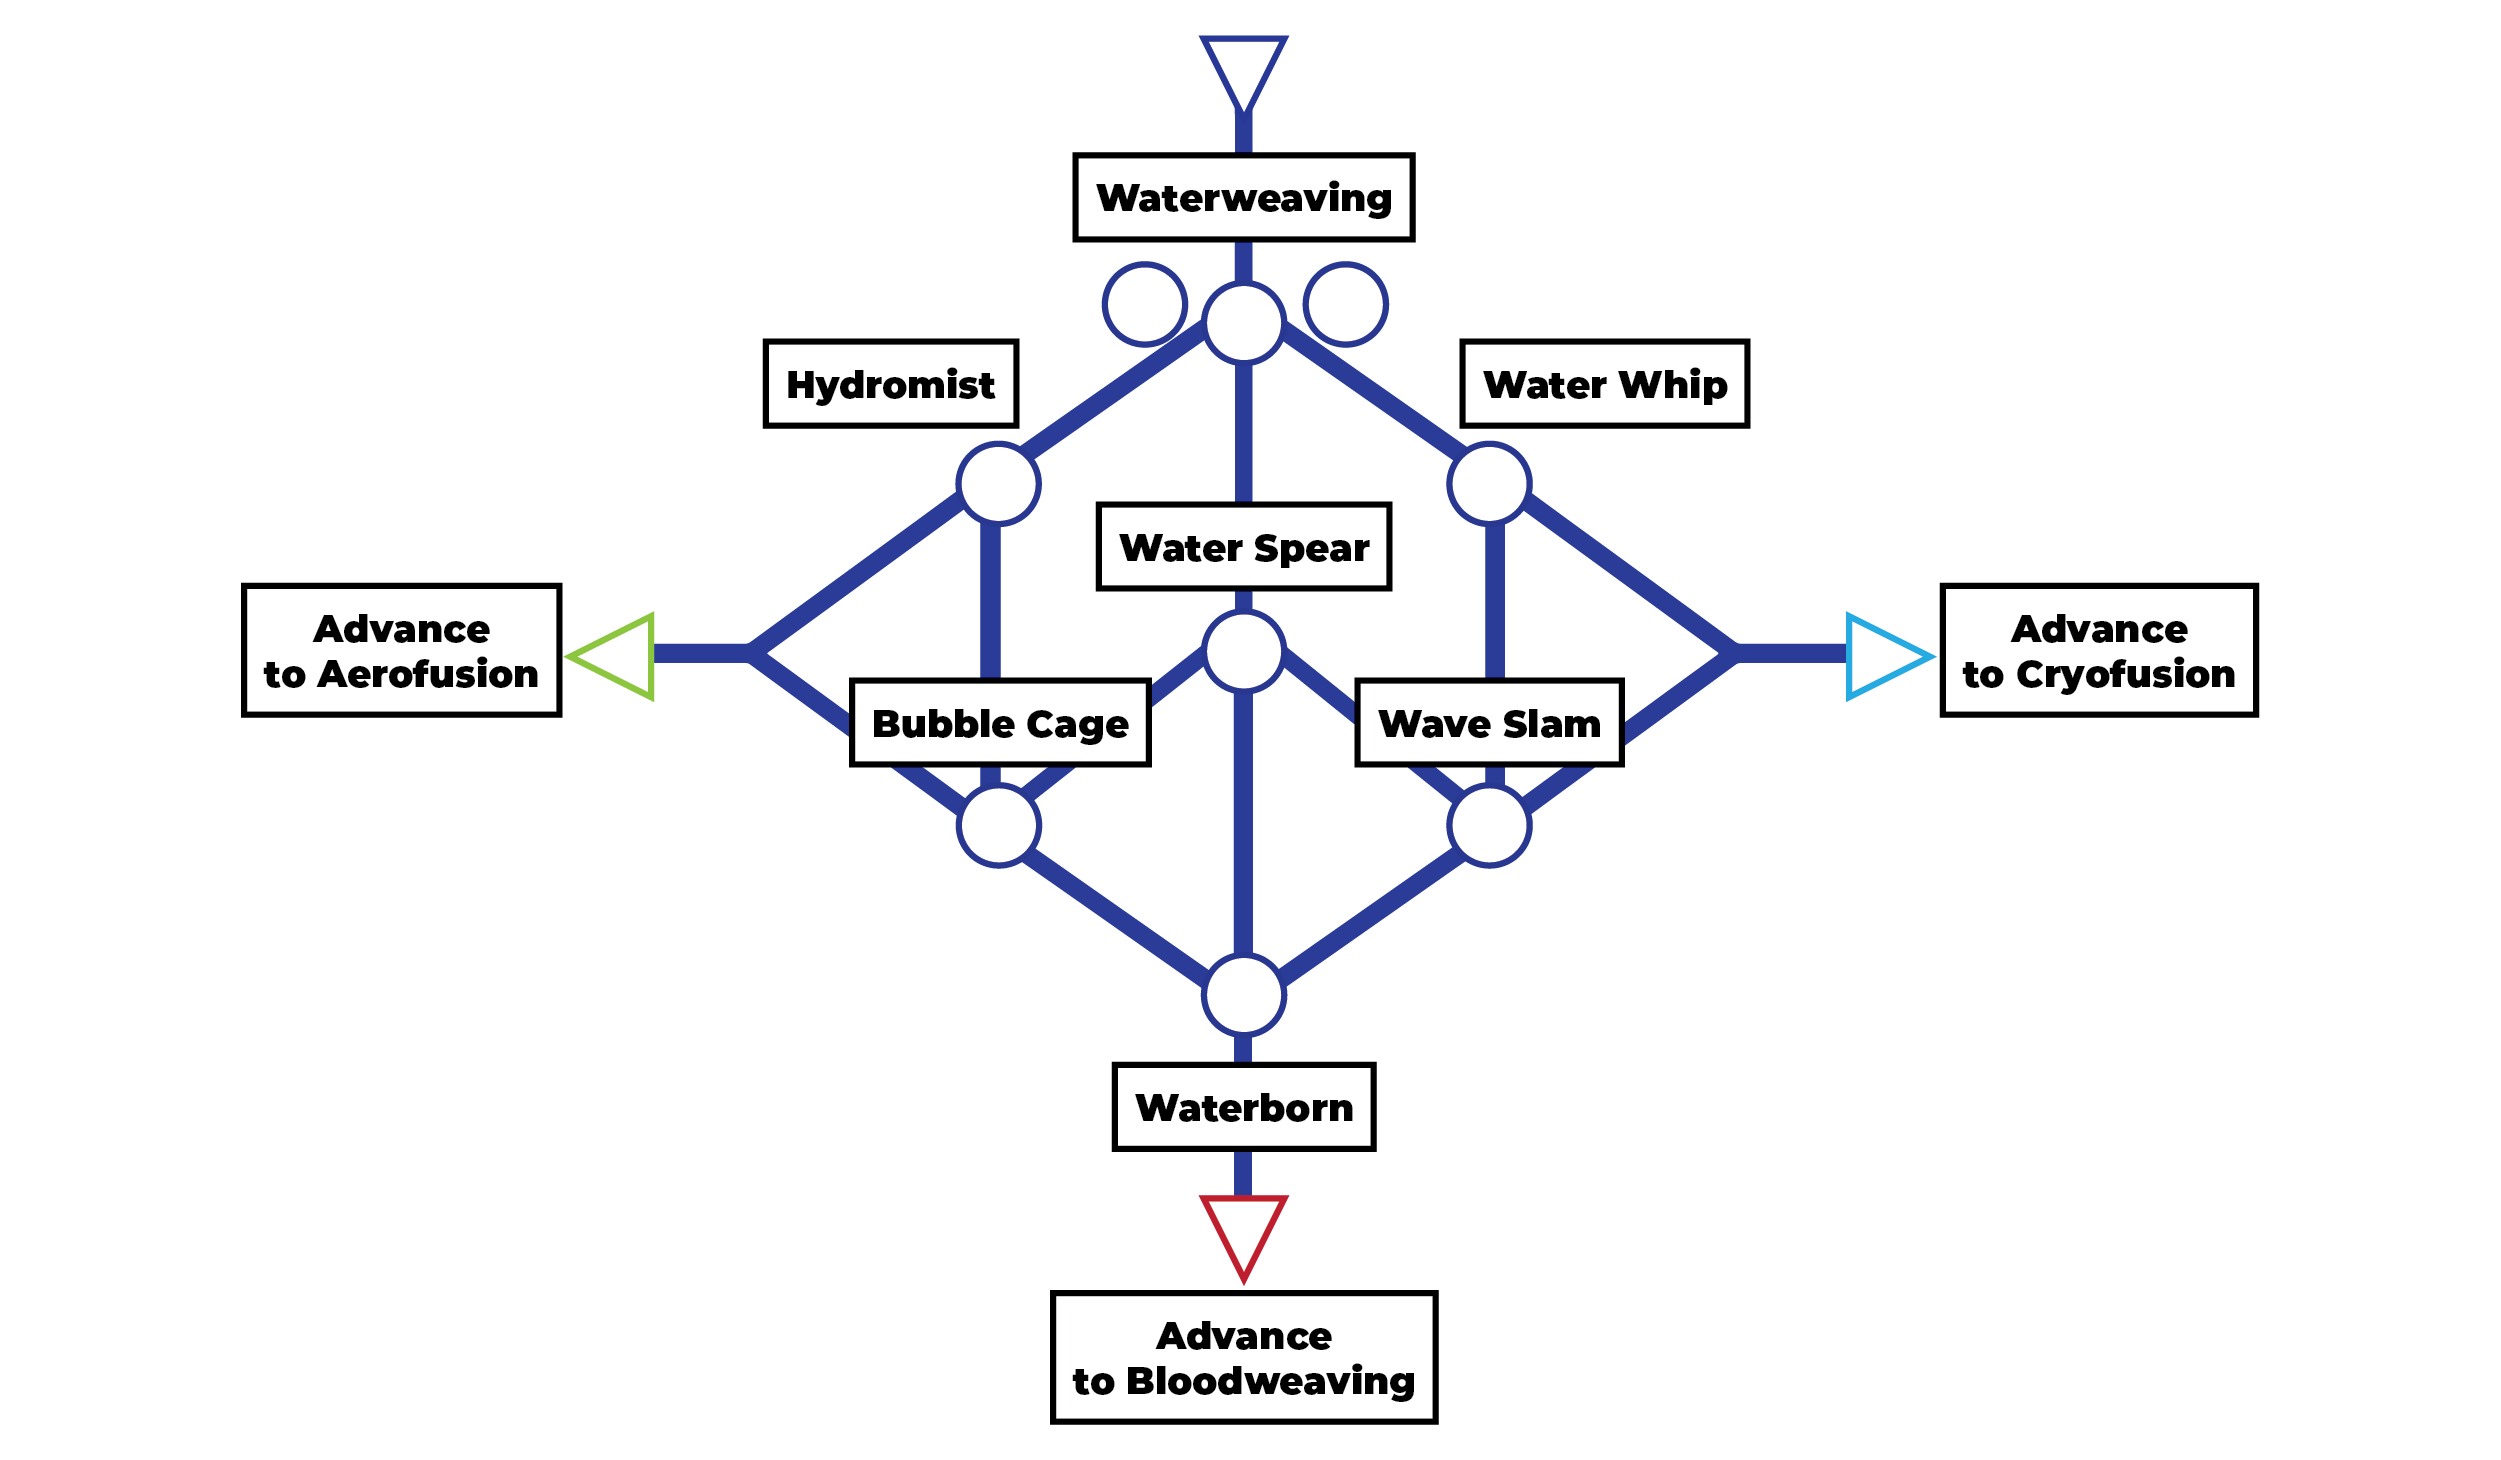 Waterweaving
Hydromist
Water Whip
Water Spear
Advance
to Aerofusion
Advance
to Cryofusion
Bubble Cage
Wave Slam
Waterborn
Advance
to Bloodweaving